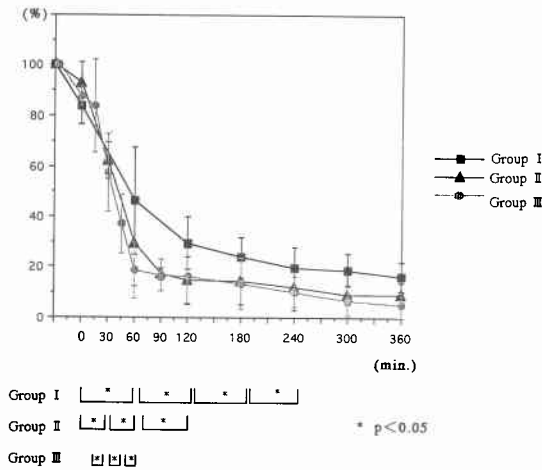 (%)
100
80
60
40
20
0
0 30 60 90 120 180 240 300 360
(min.)
Group I
Group II
Group III
Group I * * * *
Group II * * *
Group III * * *
* p<0.05